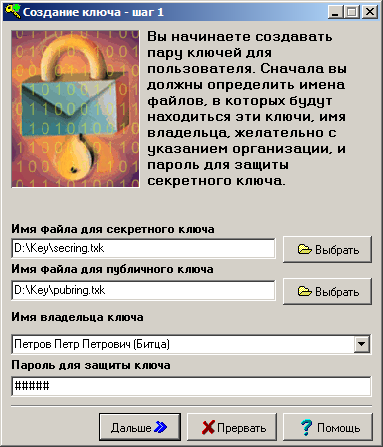 Создание ключа - шаг 1
Вы начинаете создавать
пару ключей для
пользователя. Сначала вы
должны определить имена
файлов, в которых будут
находиться эти ключи, имя
владельца, желательно с
указанием организации, и
пароль для защиты
секретного ключа.
Имя файла для секретного ключа
D:\Key\secring.txk
Выбрать
Имя файла для публичного ключа
D:\Key\pubring.txk
Выбрать
Имя владельца ключа
Петров Петр Петрович (Битца)
Пароль для защиты ключа
#####
Дальше
Прервать
? Помощь